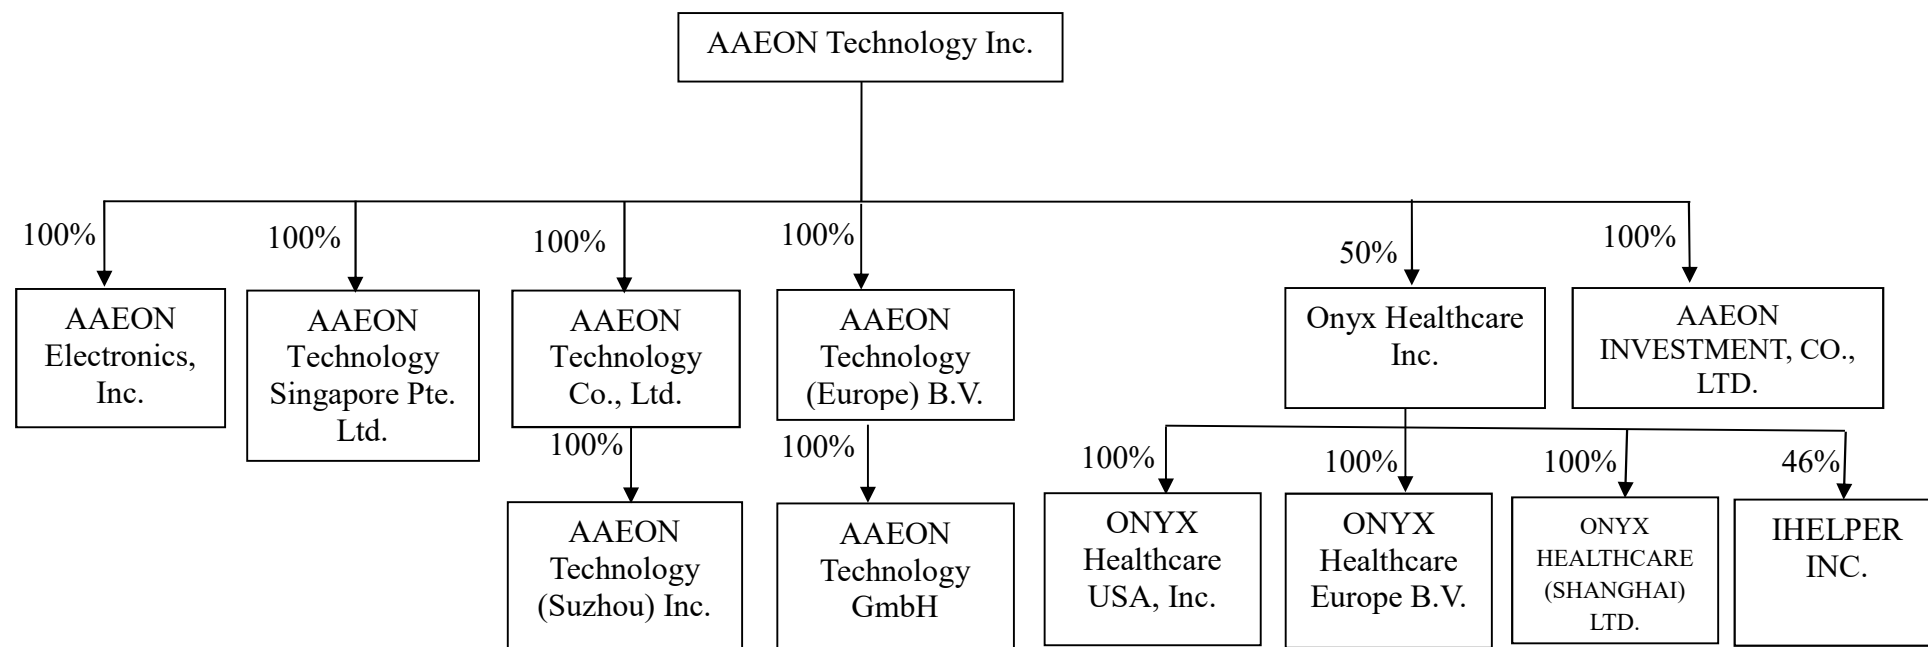 AAEON Technology Inc.
100%
100%
100%
100%
50%
100%
AAEON
Electronics,
Inc.
AAEON
Technology
Singapore Pte.
Ltd.
AAEON
Technology
Co., Ltd.
AAEON
Technology
(Europe) B.V.
Onyx Healthcare
Inc.
AAEON
INVESTMENT, CO.,
LTD.
100%
100%
100%
100%
100%
46%
AAEON
Technology
(Suzhou) Inc.
AAEON
Technology
GmbH
ONYX
Healthcare
USA, Inc.
ONYX
Healthcare
Europe B.V.
ONYX
HEALTHCARE
(SHANGHAI)
LTD.
IHELPER
INC.